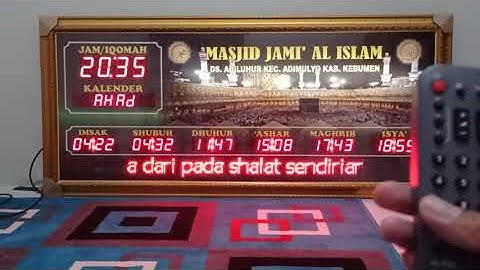 JAM/IQOMAH
20.35
KALENDER
AHAd
MASJID JAMI' AL ISLAM
DS. ADILUHUR KEC. ADIMULYO KAB. KEBUMEN
IMSAK SHUBUH DHUHUR 'ASHAR MAGHRIB ISYA'
04:22 04:32 11:47 15:08 17:43 18:55
a dari pada shalat sendiriar